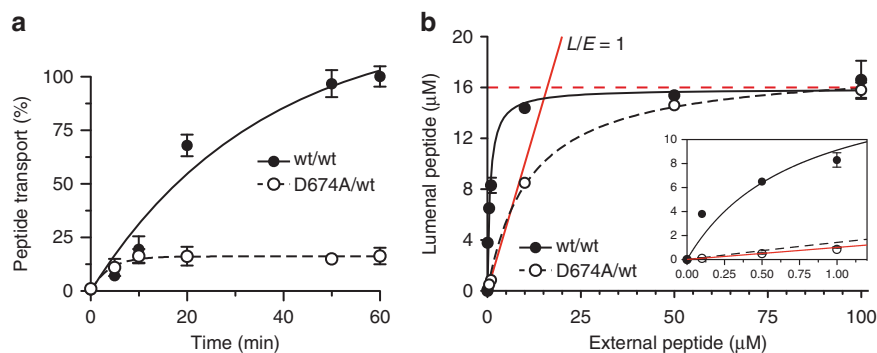 a
Peptide transport (%)
100
75
50
25
0
wt/wt
D674A/wt
0 20 40 60
Time (min)
b
Lumenal peptide (μM)
20
16
12
8
4
0
L/E = 1
wt/wt
D674A/wt
10
8
6
4
2
0
0.00 0.25 0.50 0.75 1.00
0 25 50 75 100
External peptide (μM)